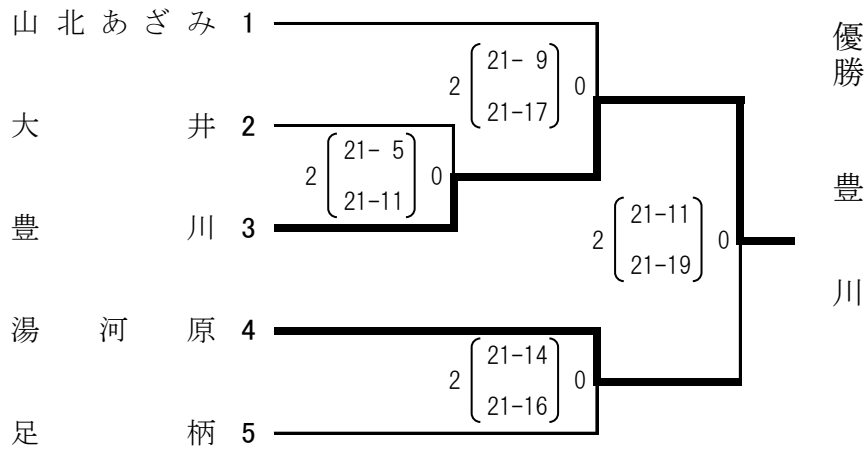 山北あざみ 1
大井 2
豊川 3
湯河原 4
足柄 5
2 21- 9 0
21-17
2 21- 5 0
21-11
2 21-11 0
21-19
2 21-14 0
21-16
優勝 豊川